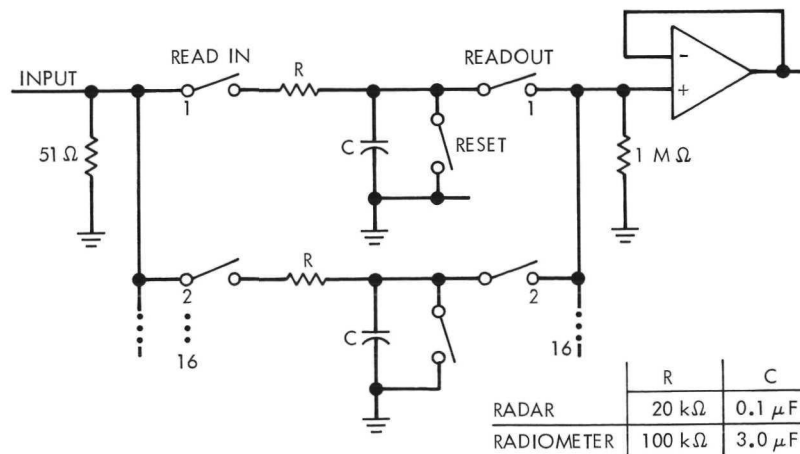 READ IN
R
READOUT
-
+
INPUT
1
1
51 Ω
C
RESET
1 M Ω
R
2
2
16
C
16
R C
RADAR 20 kΩ 0.1 μF
RADIOMETER 100 kΩ 3.0 μF